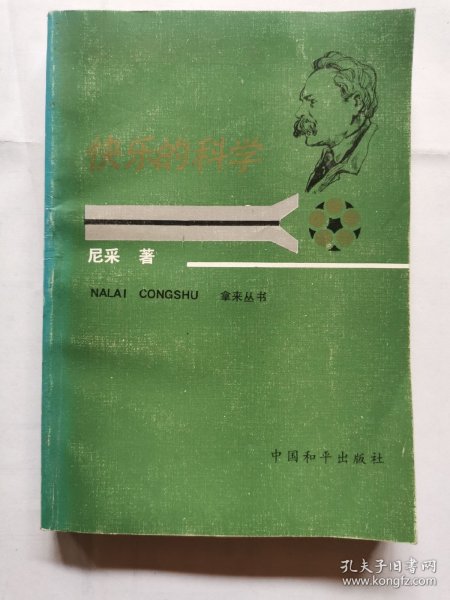 快乐的科学
尼采 著
NALAI CONGSHU 拿来丛书
中国和平出版社
孔夫子旧书网
www.kongfz.com